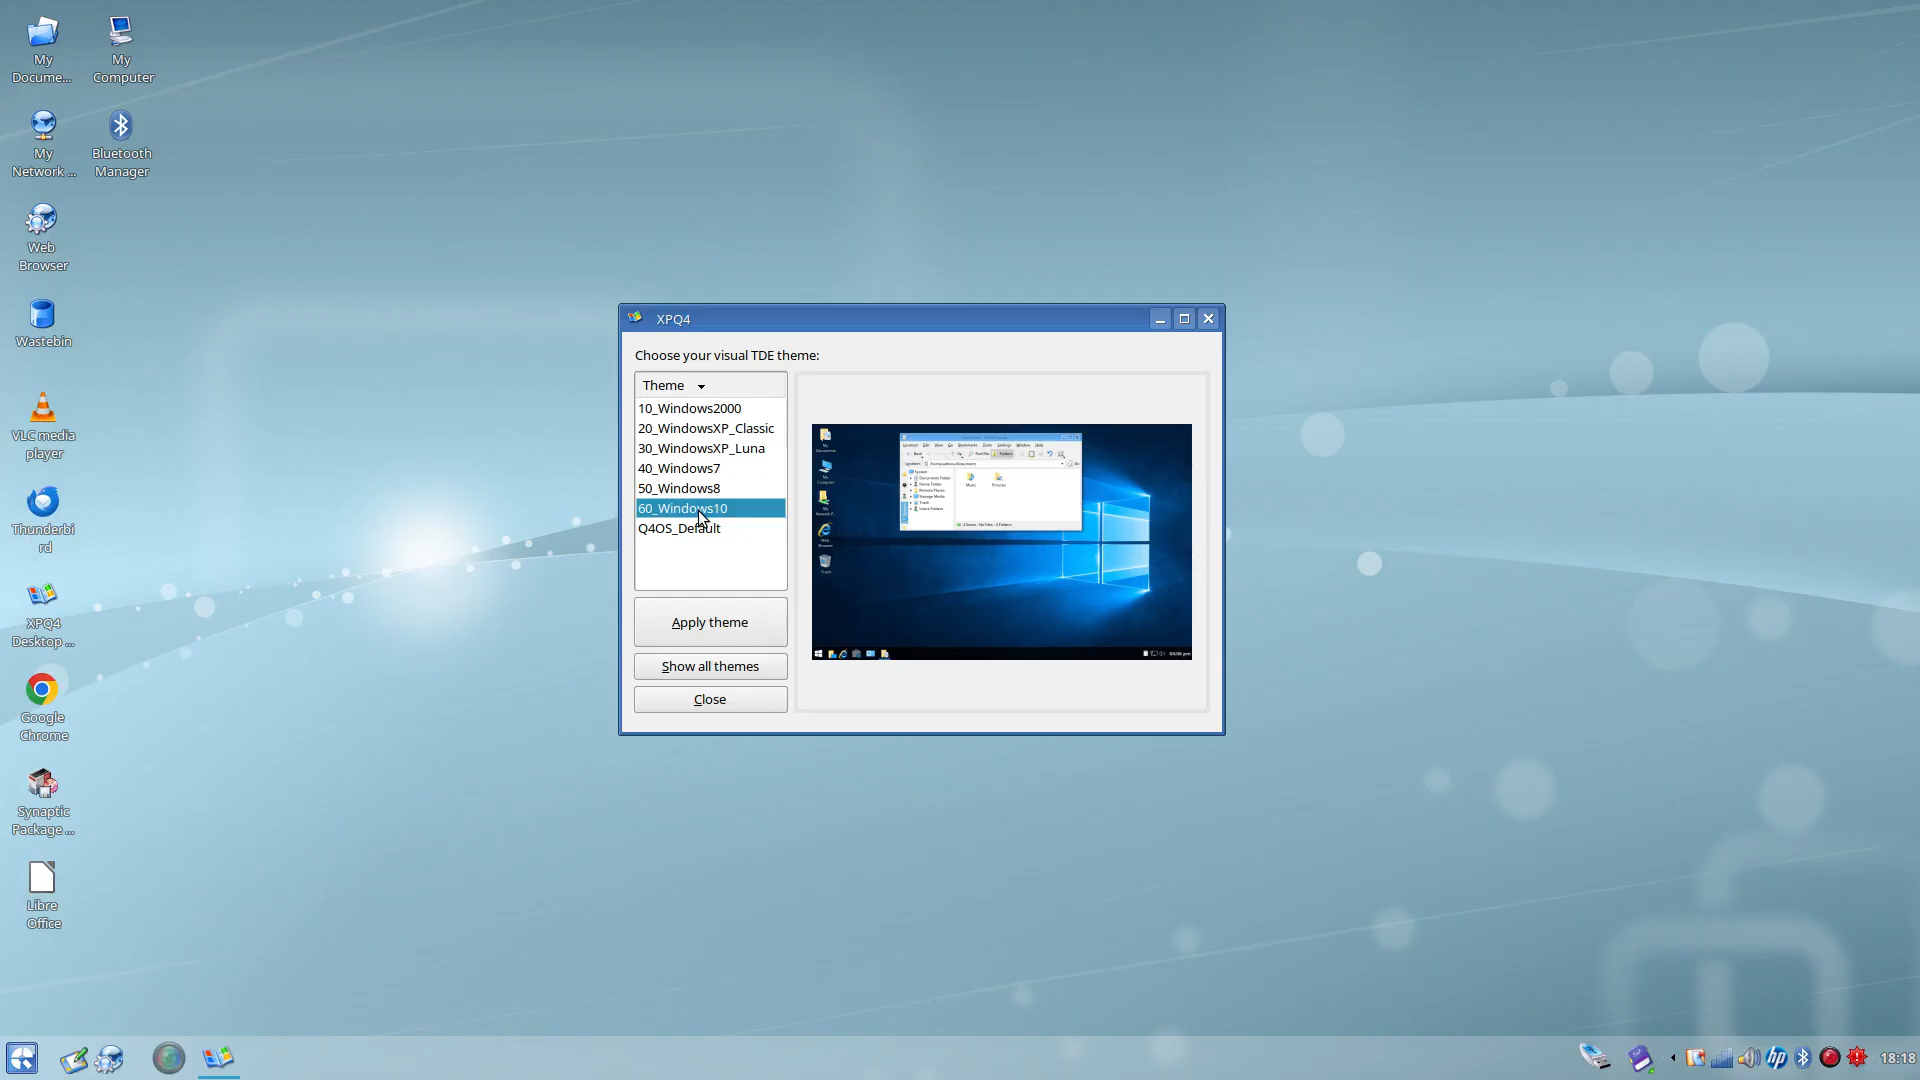 My
Docume...
My
Computer
My
Network ...
Bluetooth
Manager
Web
Browser
Wastebin
VLC media
player
Thunderbi
rd
XPQ4
Desktop ...
Google
Chrome
Synaptic
Package ...
Libre
Office
XPQ4
Choose your visual TDE theme:
Theme
10_Windows2000
20_WindowsXP_Classic
30_WindowsXP_Luna
40_Windows7
50_Windows8
60_Windows10
Q4OS_Default
Apply theme
Show all themes
Close
hp
18:18